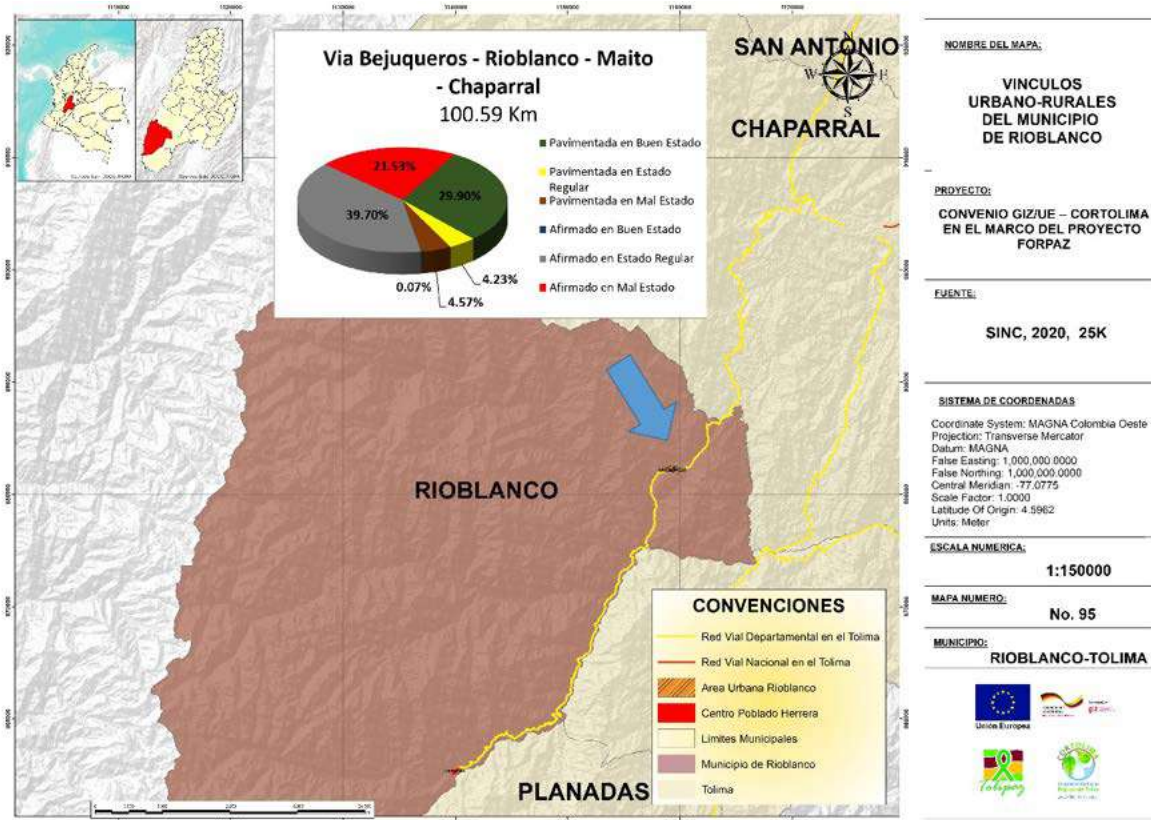 Via Bejuqueros - Rioblanco - Maito
- Chaparral
100.59 Km
Pavimentada en Buen Estado
Pavimentada en Estado
Regular
Pavimentada en Mal Estado
Afirmado en Buen Estado
Afirmado en Estado Regular
Afirmado en Mal Estado
21.53%
29.90%
39.70%
4.23%
0.07%
4.57%
SAN ANTONIO
W E
S
CHAPARRAL
RIOBLANCO
PLANADAS
CONVENCIONES
Red Vial Departamental en el Tolima
Red Vial Nacional en el Tolima
Area Urbana Rioblanco
Centro Poblado Herrera
Limites Municipales
Municipio de Rioblanco
Tolima
NOMBRE DEL MAPA:
VINCULOS
URBANO-RURALES
DEL MUNICIPIO
DE RIOBLANCO
PROYECTO:
CONVENIO GIZ/UE – CORTOLIMA
EN EL MARCO DEL PROYECTO
FORPAZ
FUENTE:
SINC, 2020, 25K
SISTEMA DE COORDENADAS
Coordinate System: MAGNA Colombia Oeste
Projection: Transverse Mercator
Datum: MAGNA
False Easting: 1,000,000.0000
False Northing: 1,000,000.0000
Central Meridian: -77.0775
Scale Factor: 1.0000
Latitude Of Origin: 4.5962
Units: Meter
ESCALA NUMERICA:
1:150000
MAPA NUMERO:
No. 95
MUNICIPIO:
RIOBLANCO-TOLIMA
Unión Europea
giz
Tolipaz
CORTOLIMA